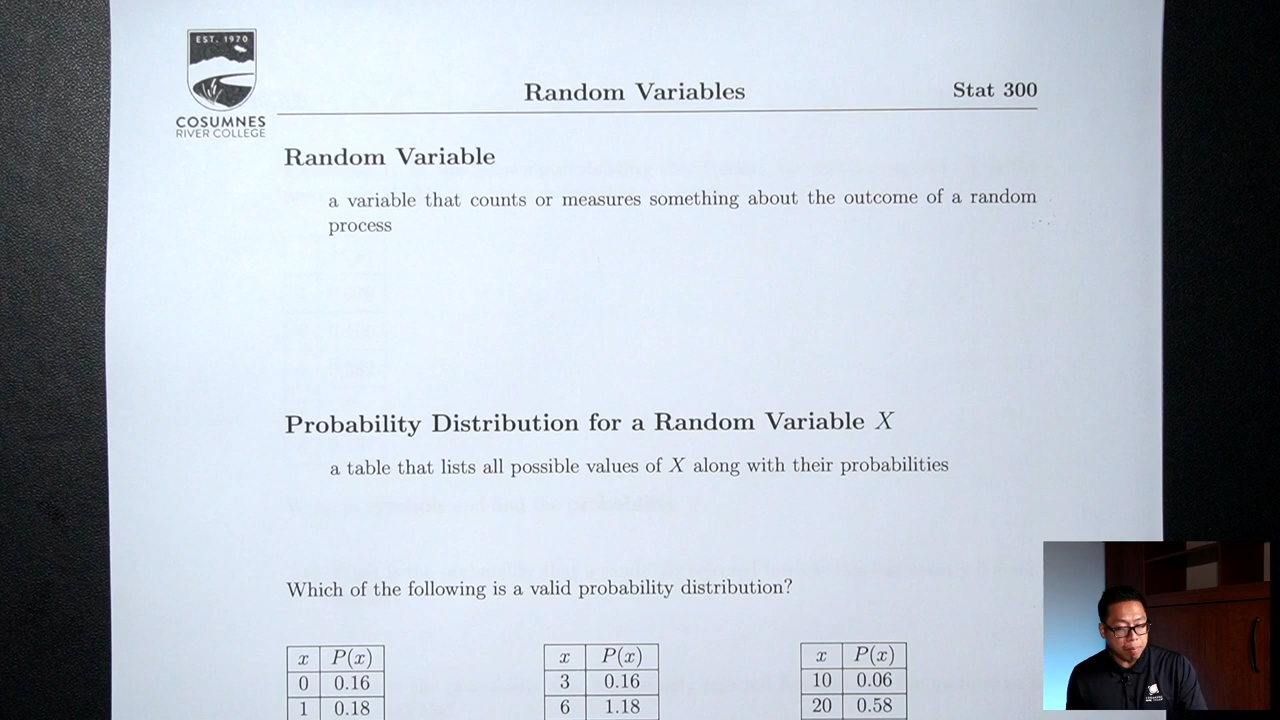 EST. 1970
COSUMNES
RIVER COLLEGE
Random Variables
Stat 300
Random Variable
a variable that counts or measures something about the outcome of a random
process
Probability Distribution for a Random Variable X
a table that lists all possible values of X along with their probabilities
Which of the following is a valid probability distribution?
x P(x)
0 0.16
1 0.18
x P(x)
3 0.16
6 1.18
x P(x)
10 0.06
20 0.58